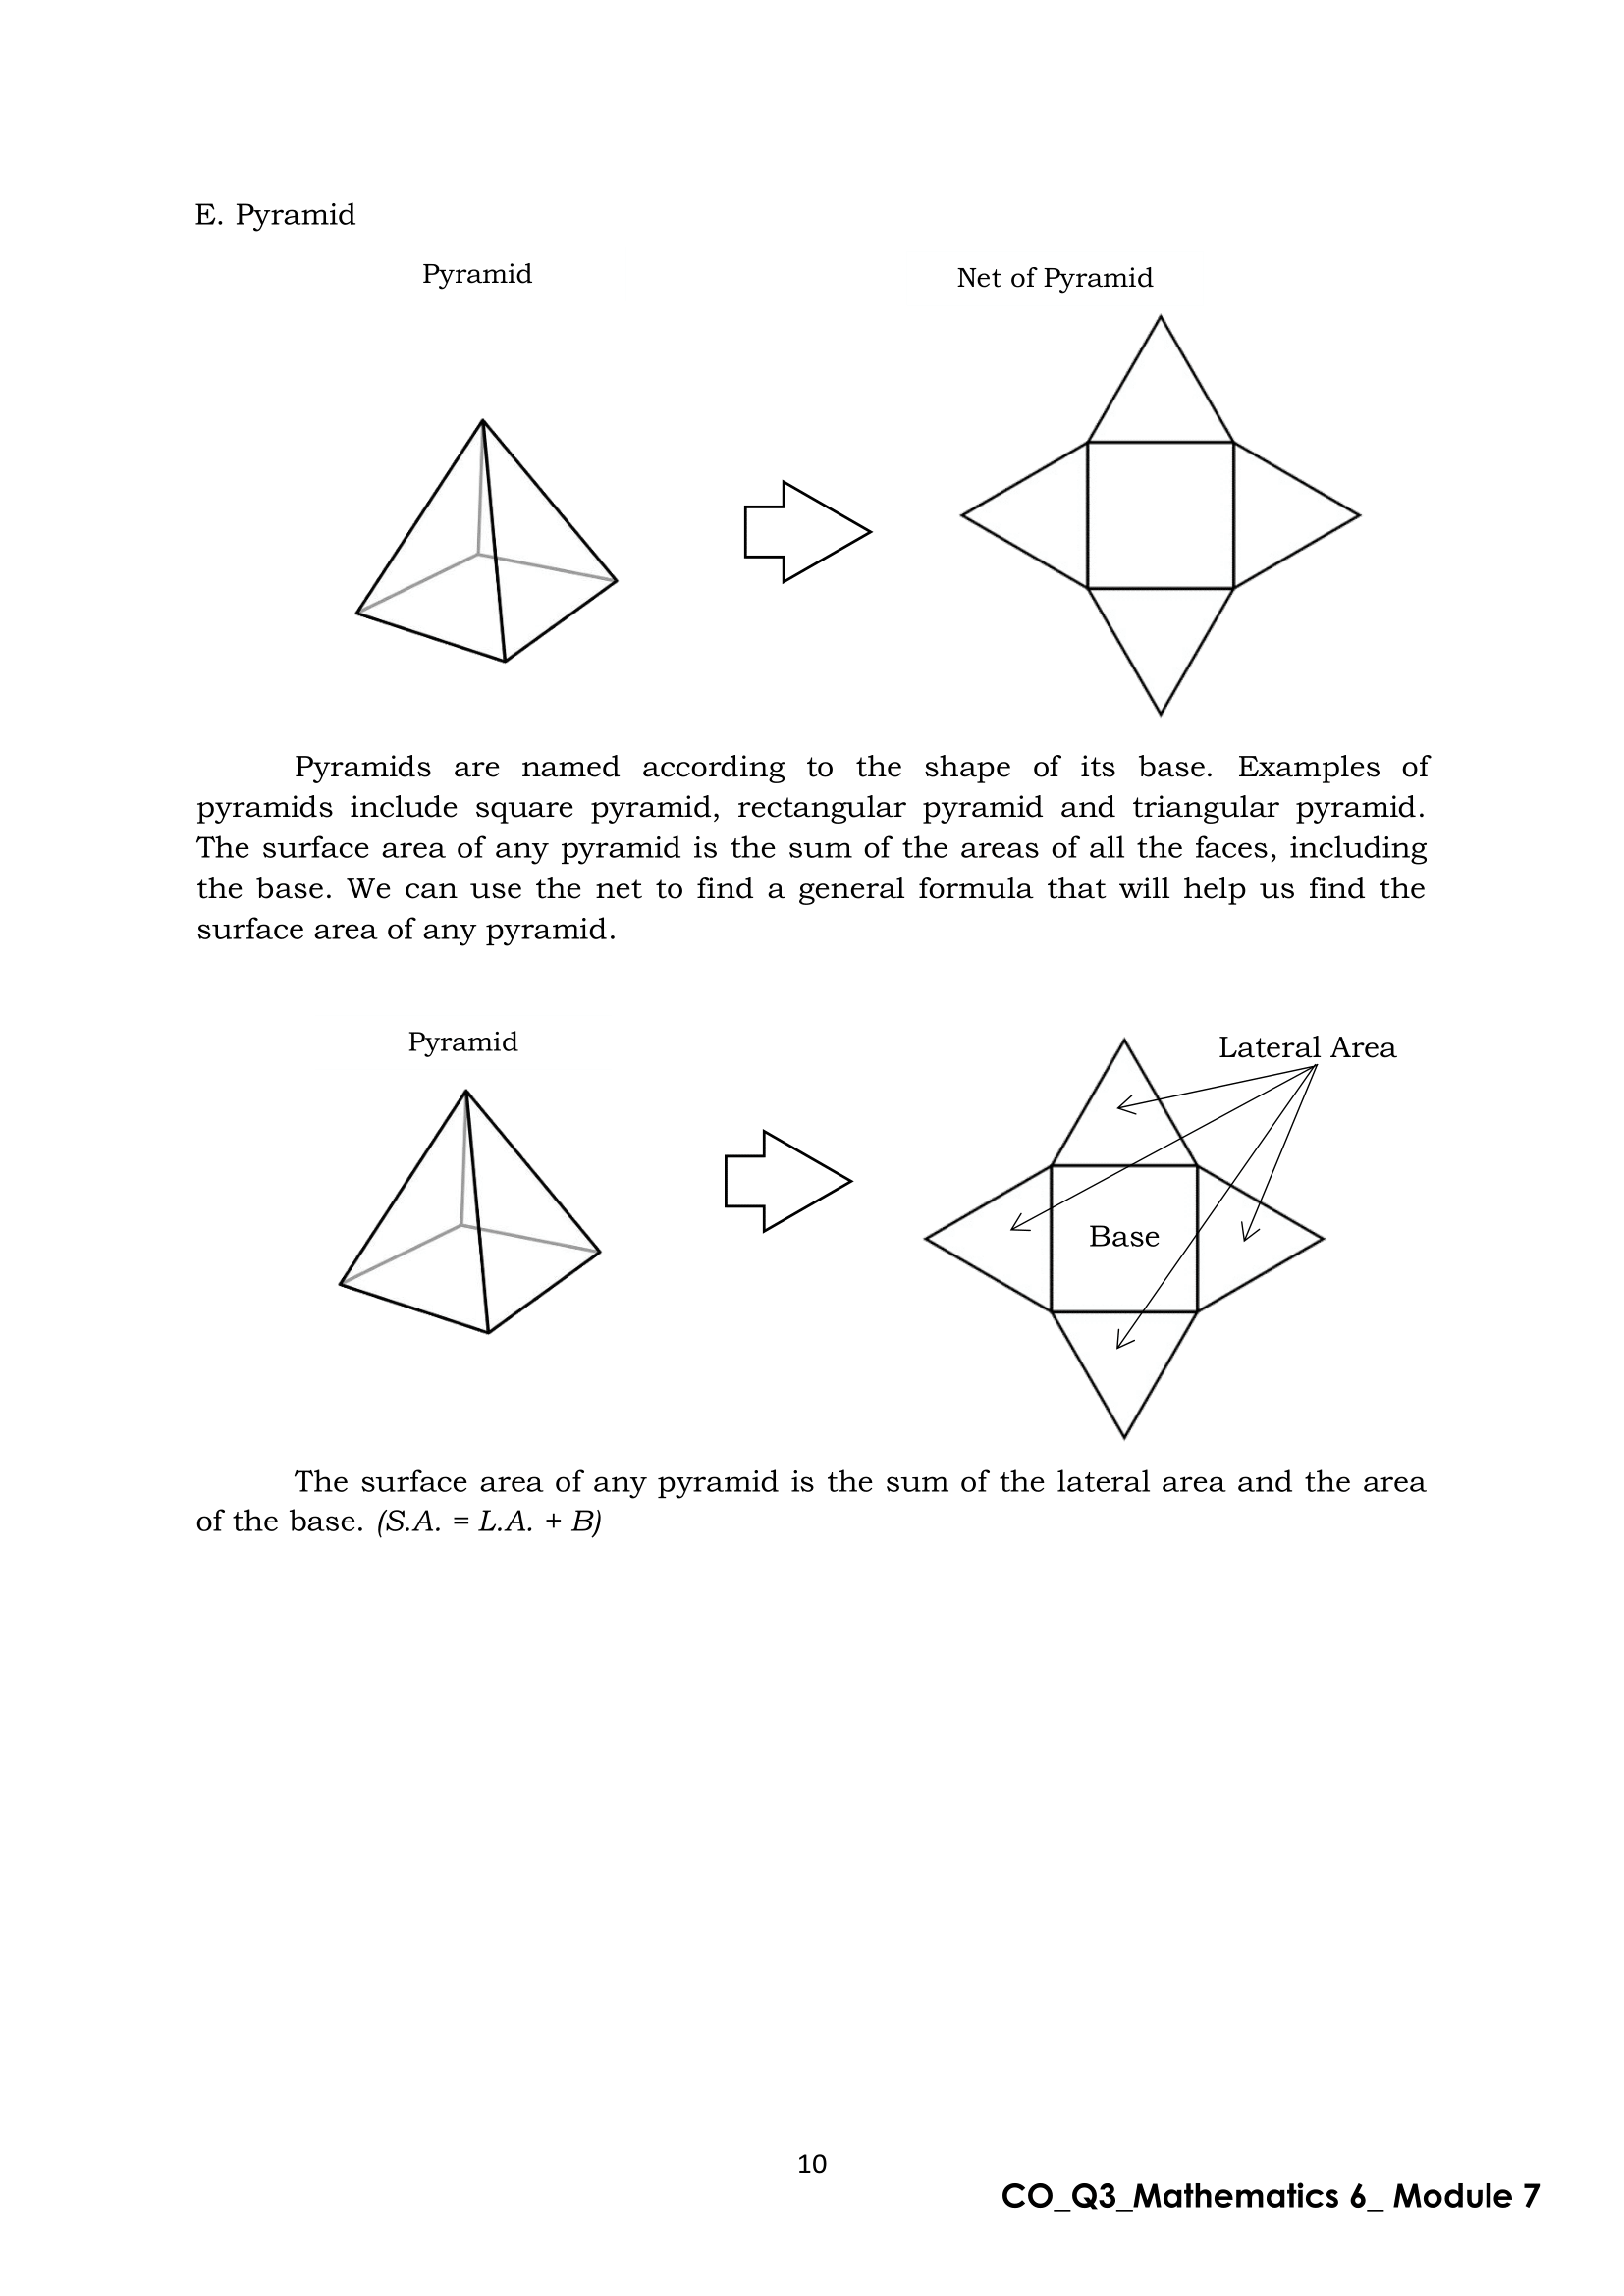 E. Pyramid
Pyramid
Net of Pyramid
Pyramids are named according to the shape of its base. Examples of
pyramids include square pyramid, rectangular pyramid and triangular pyramid.
The surface area of any pyramid is the sum of the areas of all the faces, including
the base. We can use the net to find a general formula that will help us find the
surface area of any pyramid.
Pyramid
Lateral Area
Base
The surface area of any pyramid is the sum of the lateral area and the area
of the base. (S.A. = L.A. + B)
10
CO_Q3_Mathematics 6_ Module 7